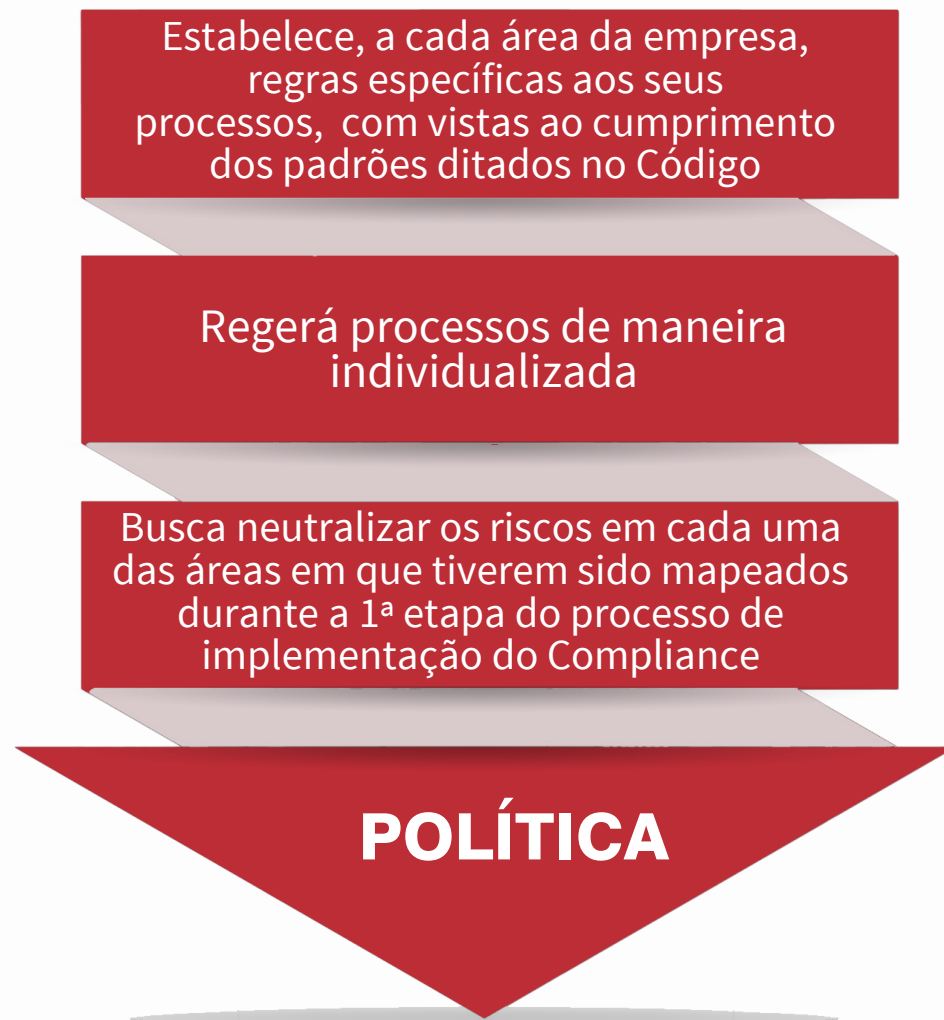 Estabelece, a cada área da empresa,
regras específicas aos seus
processos, com vistas ao cumprimento
dos padrões ditados no Código
Regerá processos de maneira
individualizada
Busca neutralizar os riscos em cada uma
das áreas em que tiverem sido mapeados
durante a 1ª etapa do processo de
implementação do Compliance
POLÍTICA